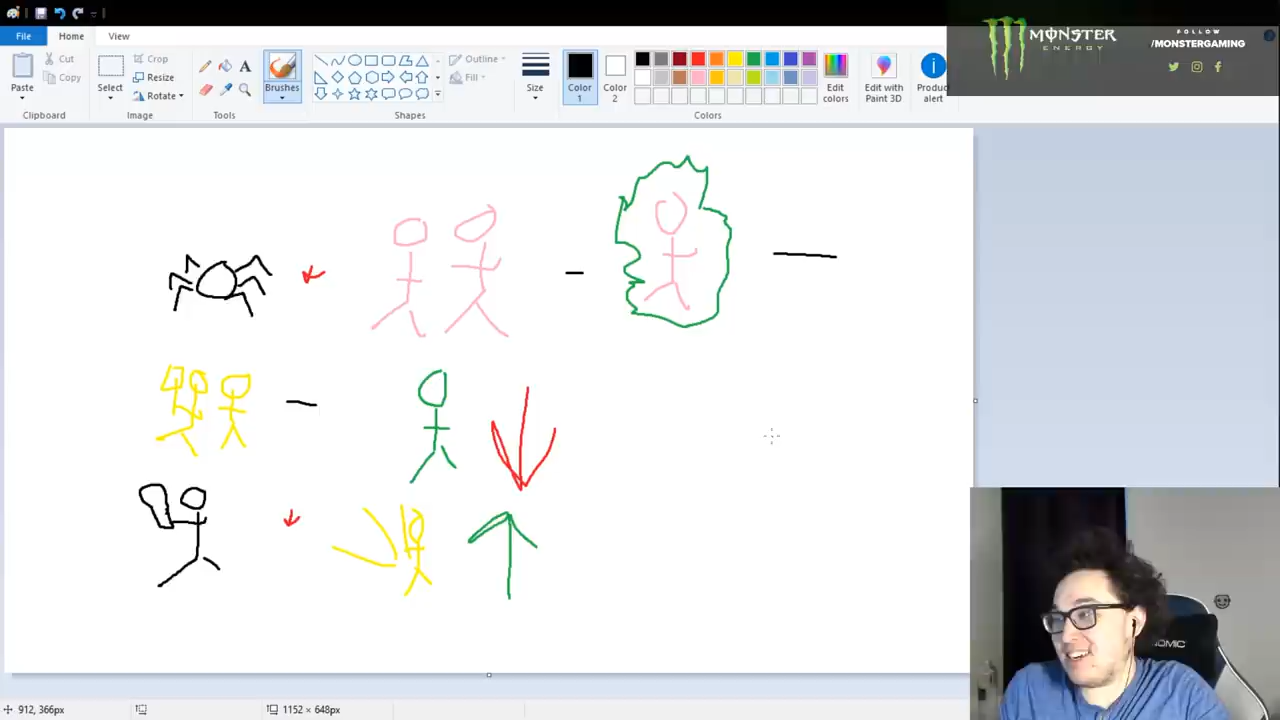 File
Home
View
Paste
Cut
Copy
Clipboard
Select
Crop
Resize
Rotate
Image
A
Tools
Brushes
Shapes
Outline
Fill
Size
Color 1
Color 2
Edit colors
Colors
Edit with Paint 3D
Produ alert
MONSTER
ENERGY
FOLLOW
/MONSTERGAMING
NOMIC
912, 366px
1152 × 648px